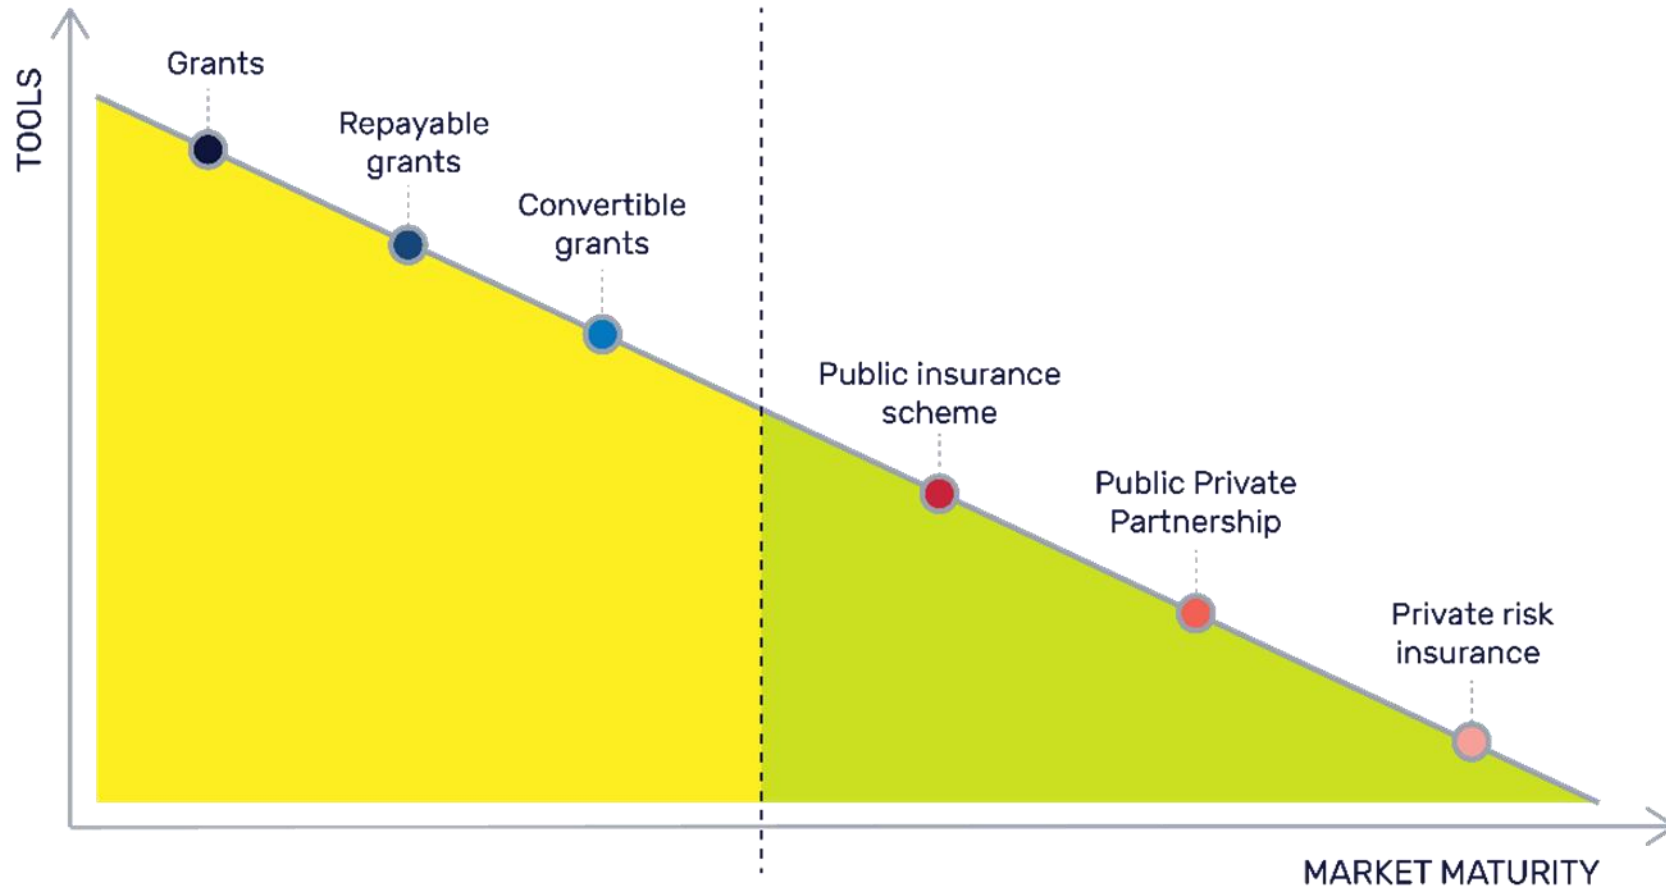 TOOLS
Grants
Repayable
grants
Convertible
grants
Public insurance
scheme
Public Private
Partnership
Private risk
insurance
MARKET MATURITY